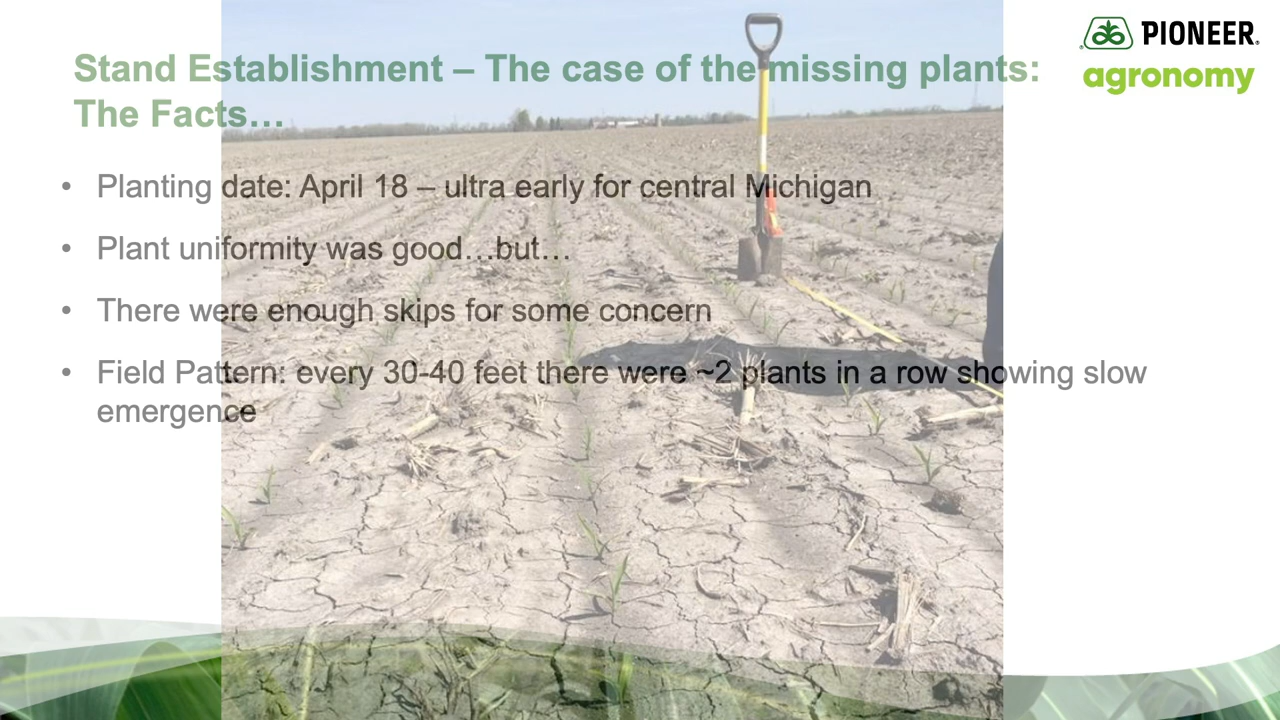 PIONEER®
agronomy
Stand Establishment – The case of the missing plants:
The Facts…
• Planting date: April 18 – ultra early for central Michigan
• Plant uniformity was good…but…
• There were enough skips for some concern
• Field Pattern: every 30-40 feet there were ~2 plants in a row showing slow
emergence